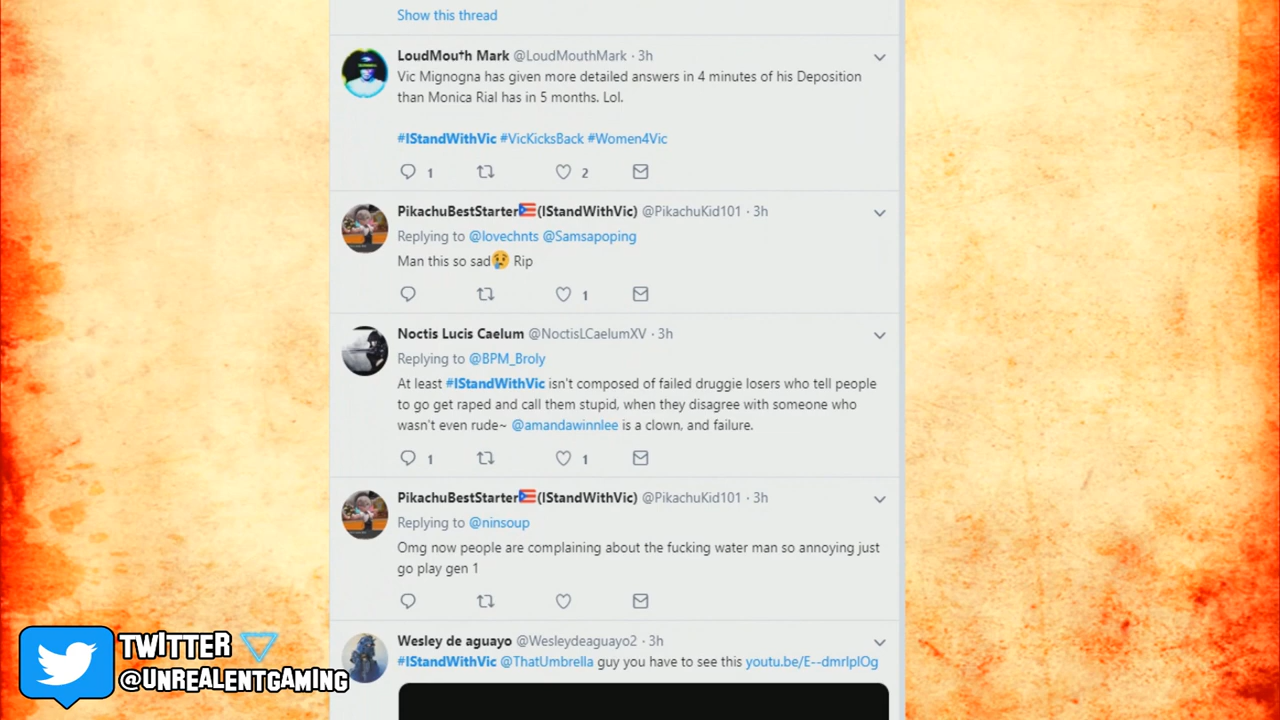 Show this thread
LoudMouth Mark @LoudMouthMark · 3h
Vic Mignogna has given more detailed answers in 4 minutes of his Deposition
than Monica Rial has in 5 months. Lol.
#IStandWithVic #VicKicksBack #Women4Vic
1 2
PikachuBestStarter🇵🇷(IStandWithVic) @PikachuKid101 · 3h
Replying to @lovechnts @Samsapoping
Man this so sad😢 Rip
1
Noctis Lucis Caelum @NoctisLCaelumXV · 3h
Replying to @BPM_Broly
At least #IStandWithVic isn't composed of failed druggie losers who tell people
to go get raped and call them stupid, when they disagree with someone who
wasn't even rude~ @amandawinnlee is a clown, and failure.
1 1
PikachuBestStarter🇵🇷(IStandWithVic) @PikachuKid101 · 3h
Replying to @ninsoup
Omg now people are complaining about the fucking water man so annoying just
go play gen 1
Wesley de aguayo @Wesleydeaguayo2 · 3h
#IStandWithVic @ThatUmbrella guy you have to see this youtu.be/E--dmrlplOg
TWITTER
@UNREALENTGAMING